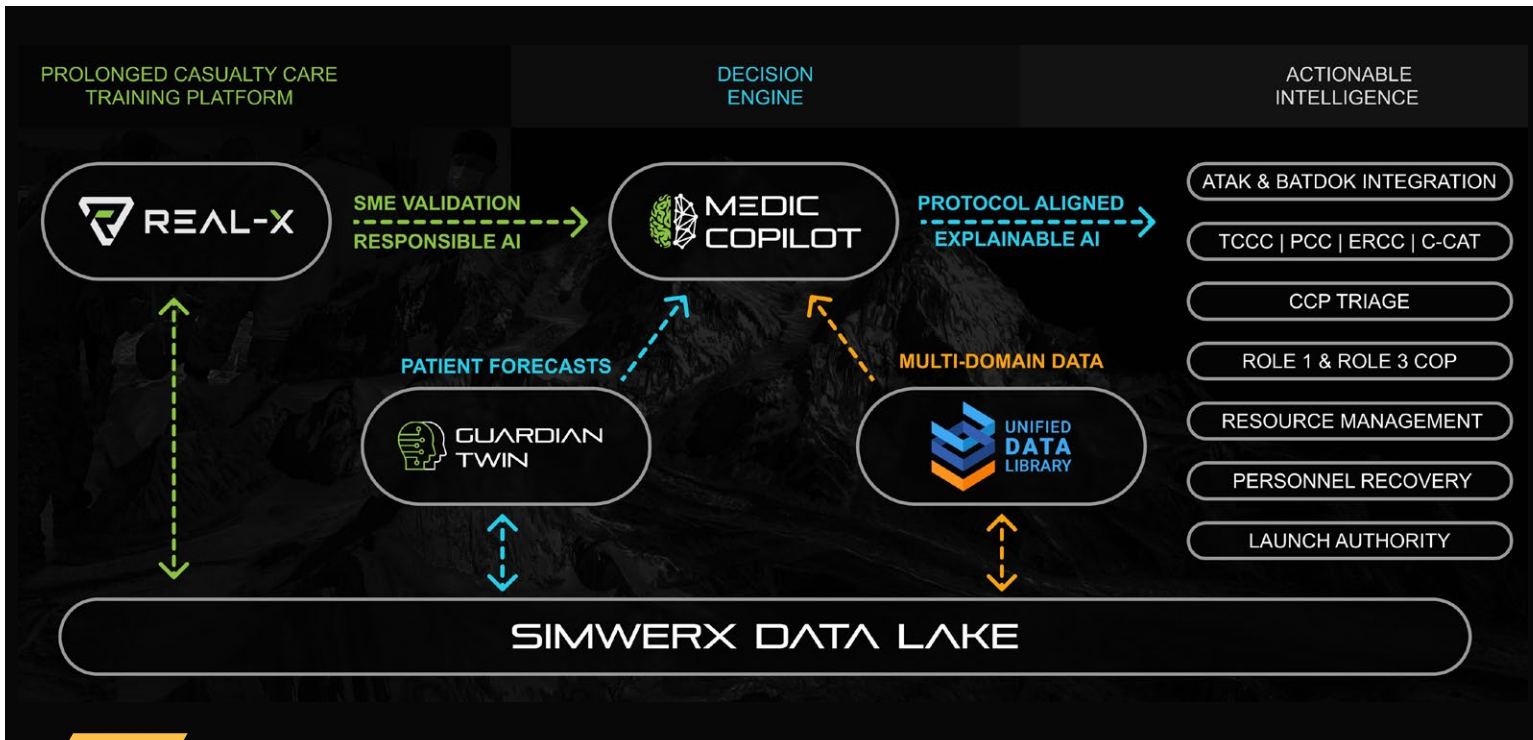 PROLONGED CASUALTY CARE
TRAINING PLATFORM
DECISION
ENGINE
ACTIONABLE
INTELLIGENCE
REAL-X
SME VALIDATION
RESPONSIBLE AI
MEDIC
COPILOT
PROTOCOL ALIGNED
EXPLAINABLE AI
PATIENT FORECASTS
MULTI-DOMAIN DATA
GUARDIAN
TWIN
UNIFIED
DATA
LIBRARY
ATAK & BATDOK INTEGRATION
TCCC | PCC | ERCC | C-CAT
CCP TRIAGE
ROLE 1 & ROLE 3 COP
RESOURCE MANAGEMENT
PERSONNEL RECOVERY
LAUNCH AUTHORITY
SIMWERX DATA LAKE